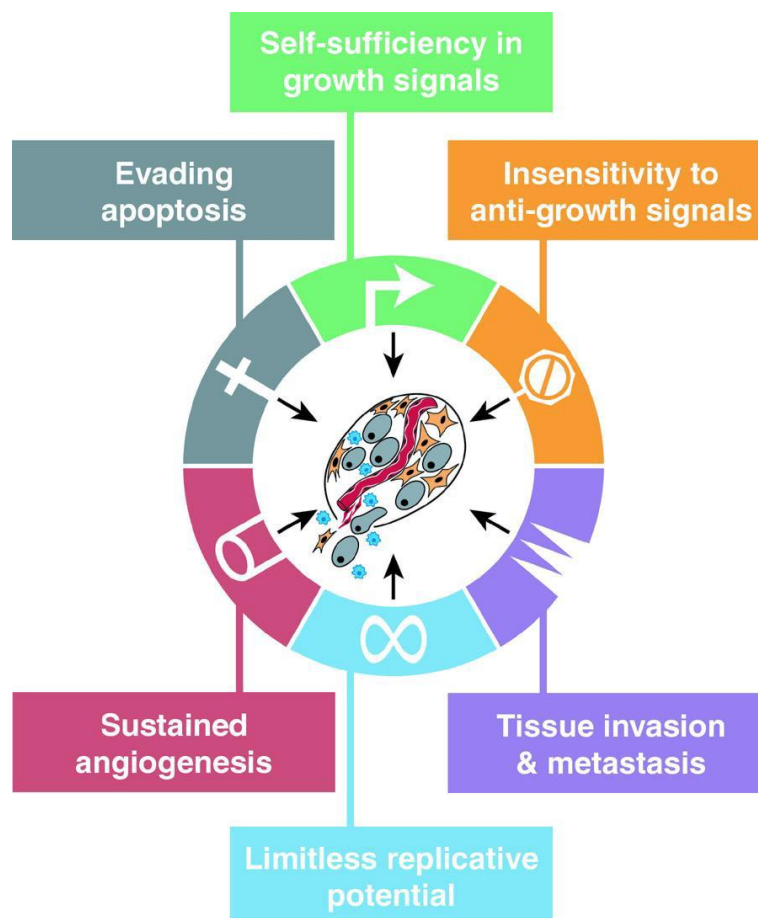 Self-sufficiency in
growth signals
Evading
apoptosis
Insensitivity to
anti-growth signals
Sustained
angiogenesis
Tissue invasion
& metastasis
Limitless replicative
potential